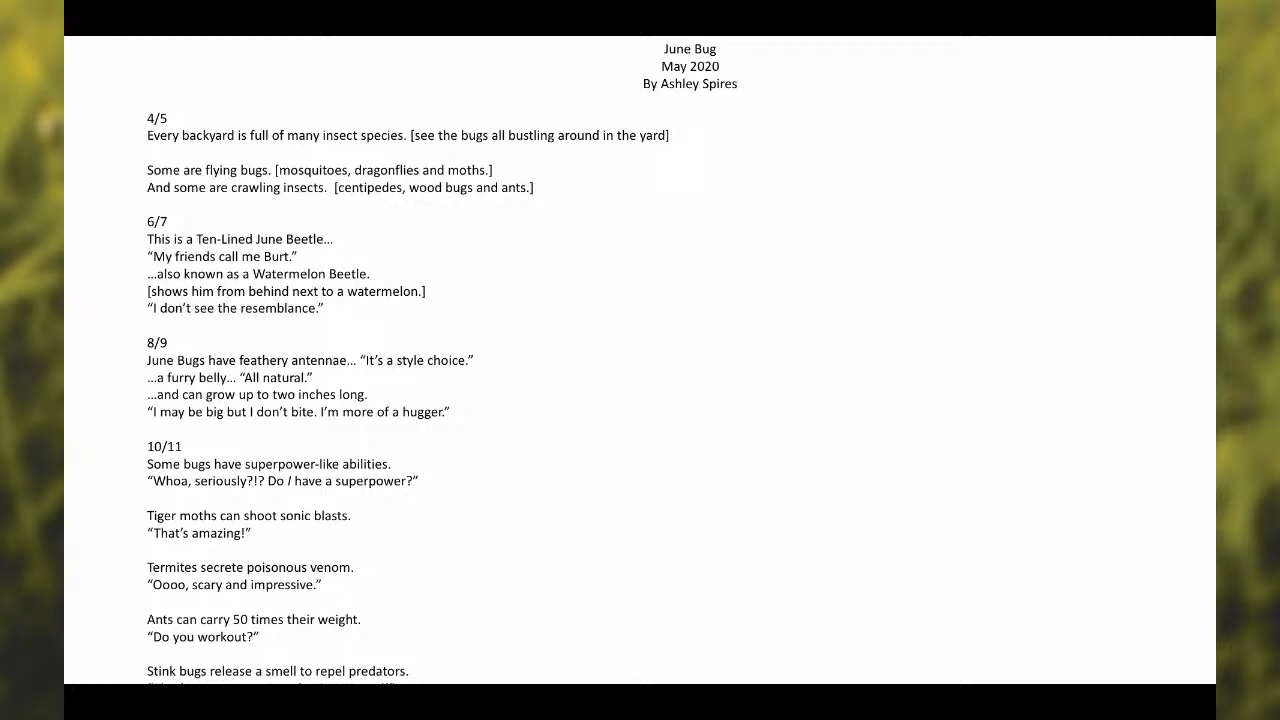 June Bug
May 2020
By Ashley Spires
4/5
Every backyard is full of many insect species. [see the bugs all bustling around in the yard]
Some are flying bugs. [mosquitoes, dragonflies and moths.]
And some are crawling insects.  [centipedes, wood bugs and ants.]
6/7
This is a Ten-Lined June Beetle…
“My friends call me Burt.”
…also known as a Watermelon Beetle.
[shows him from behind next to a watermelon.]
“I don’t see the resemblance.”
8/9
June Bugs have feathery antennae… “It’s a style choice.”
…a furry belly… “All natural.”
…and can grow up to two inches long.
“I may be big but I don’t bite. I’m more of a hugger.”
10/11
Some bugs have superpower-like abilities.
“Whoa, seriously?!? Do I have a superpower?”
Tiger moths can shoot sonic blasts.
“That’s amazing!”
Termites secrete poisonous venom.
“Oooo, scary and impressive.”
Ants can carry 50 times their weight.
“Do you workout?”
Stink bugs release a smell to repel predators.